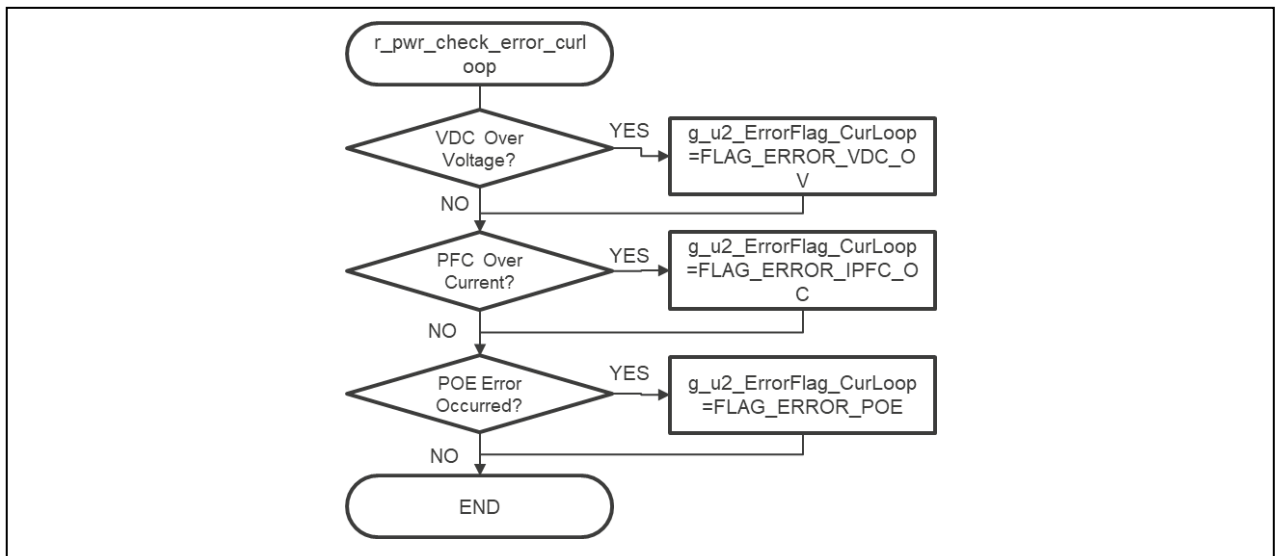 r_pwr_check_error_curl
oop
VDC Over
Voltage?
YES
g_u2_ErrorFlag_CurLoop
=FLAG_ERROR_VDC_O
V
NO
PFC Over
Current?
YES
g_u2_ErrorFlag_CurLoop
=FLAG_ERROR_IPFC_O
C
NO
POE Error
Occurred?
YES
g_u2_ErrorFlag_CurLoop
=FLAG_ERROR_POE
NO
END